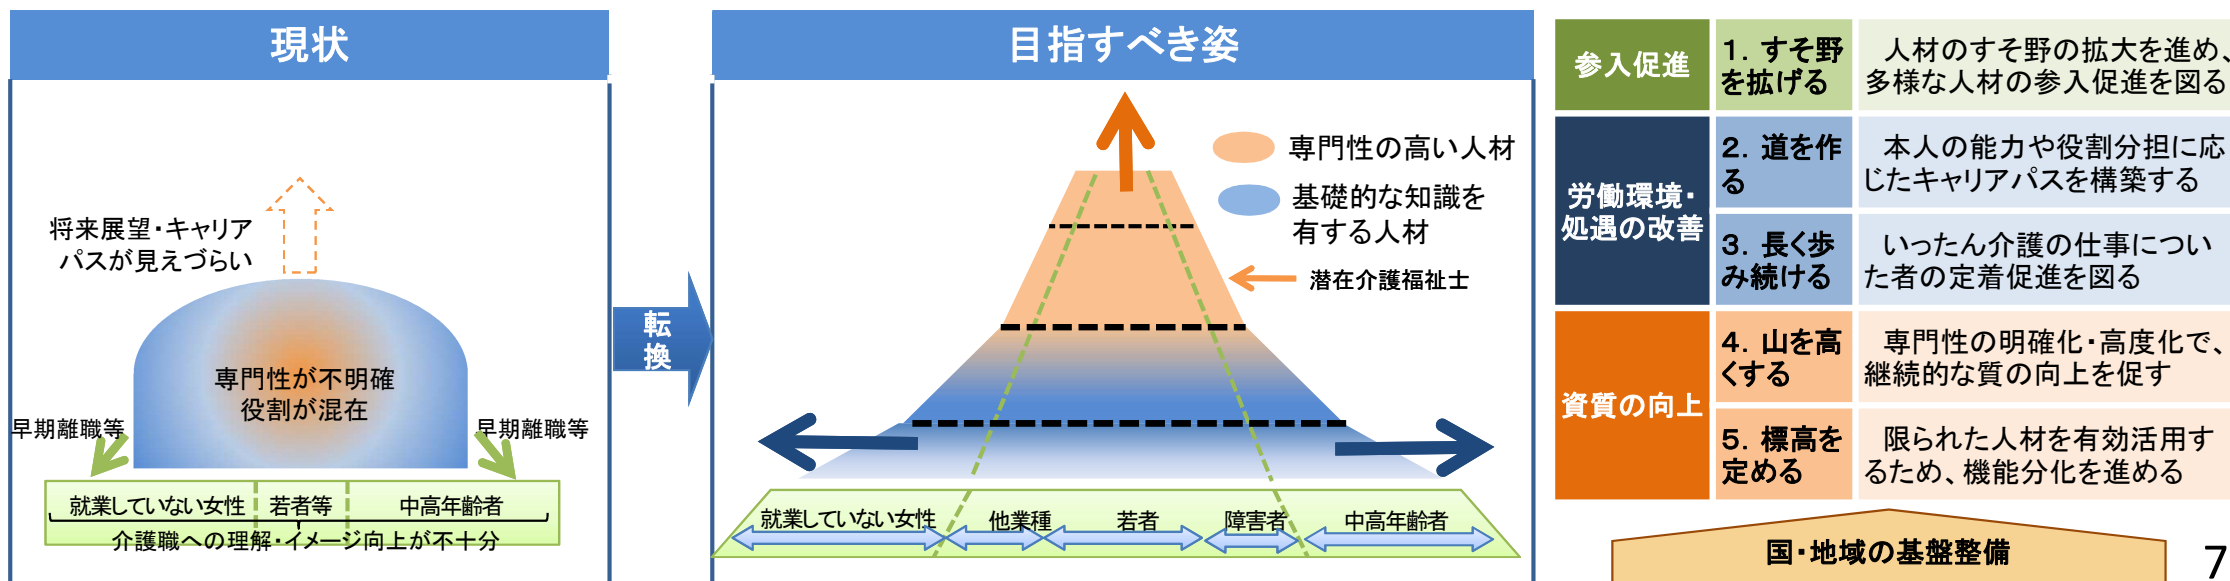 現状
将来展望・キャリア
パスが見えづらい
専門性が不明確
役割が混在
早期離職等
早期離職等
就業していない女性
若者等
中高年齢者
介護職への理解・イメージ向上が不十分
転
換
目指すべき姿
専門性の高い人材
基礎的な知識を
有する人材
潜在介護福祉士
就業していない女性
他業種
若者
障害者
中高年齢者
参入促進
1．すそ野
を拡げる
人材のすそ野の拡大を進め、
多様な人材の参入促進を図る
労働環境・
処遇の改善
2．道を作
る
本人の能力や役割分担に応
じたキャリアパスを構築する
3．長く歩
み続ける
いったん介護の仕事につい
た者の定着促進を図る
資質の向上
4．山を高
くする
専門性の明確化・高度化で、
継続的な質の向上を促す
5．標高を
定める
限られた人材を有効活用す
るため、機能分化を進める
国・地域の基盤整備
7